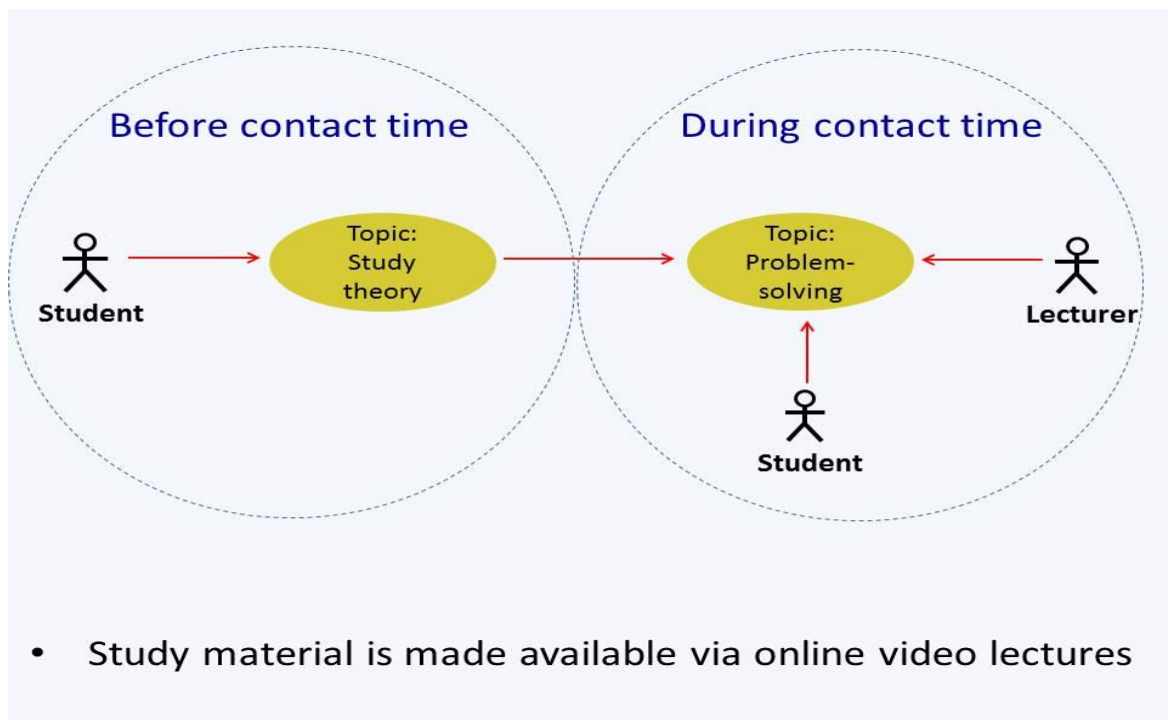 Before contact time
During contact time
Topic:
Study
theory
Topic:
Problem-
solving
Student
Lecturer
Student
• Study material is made available via online video lectures